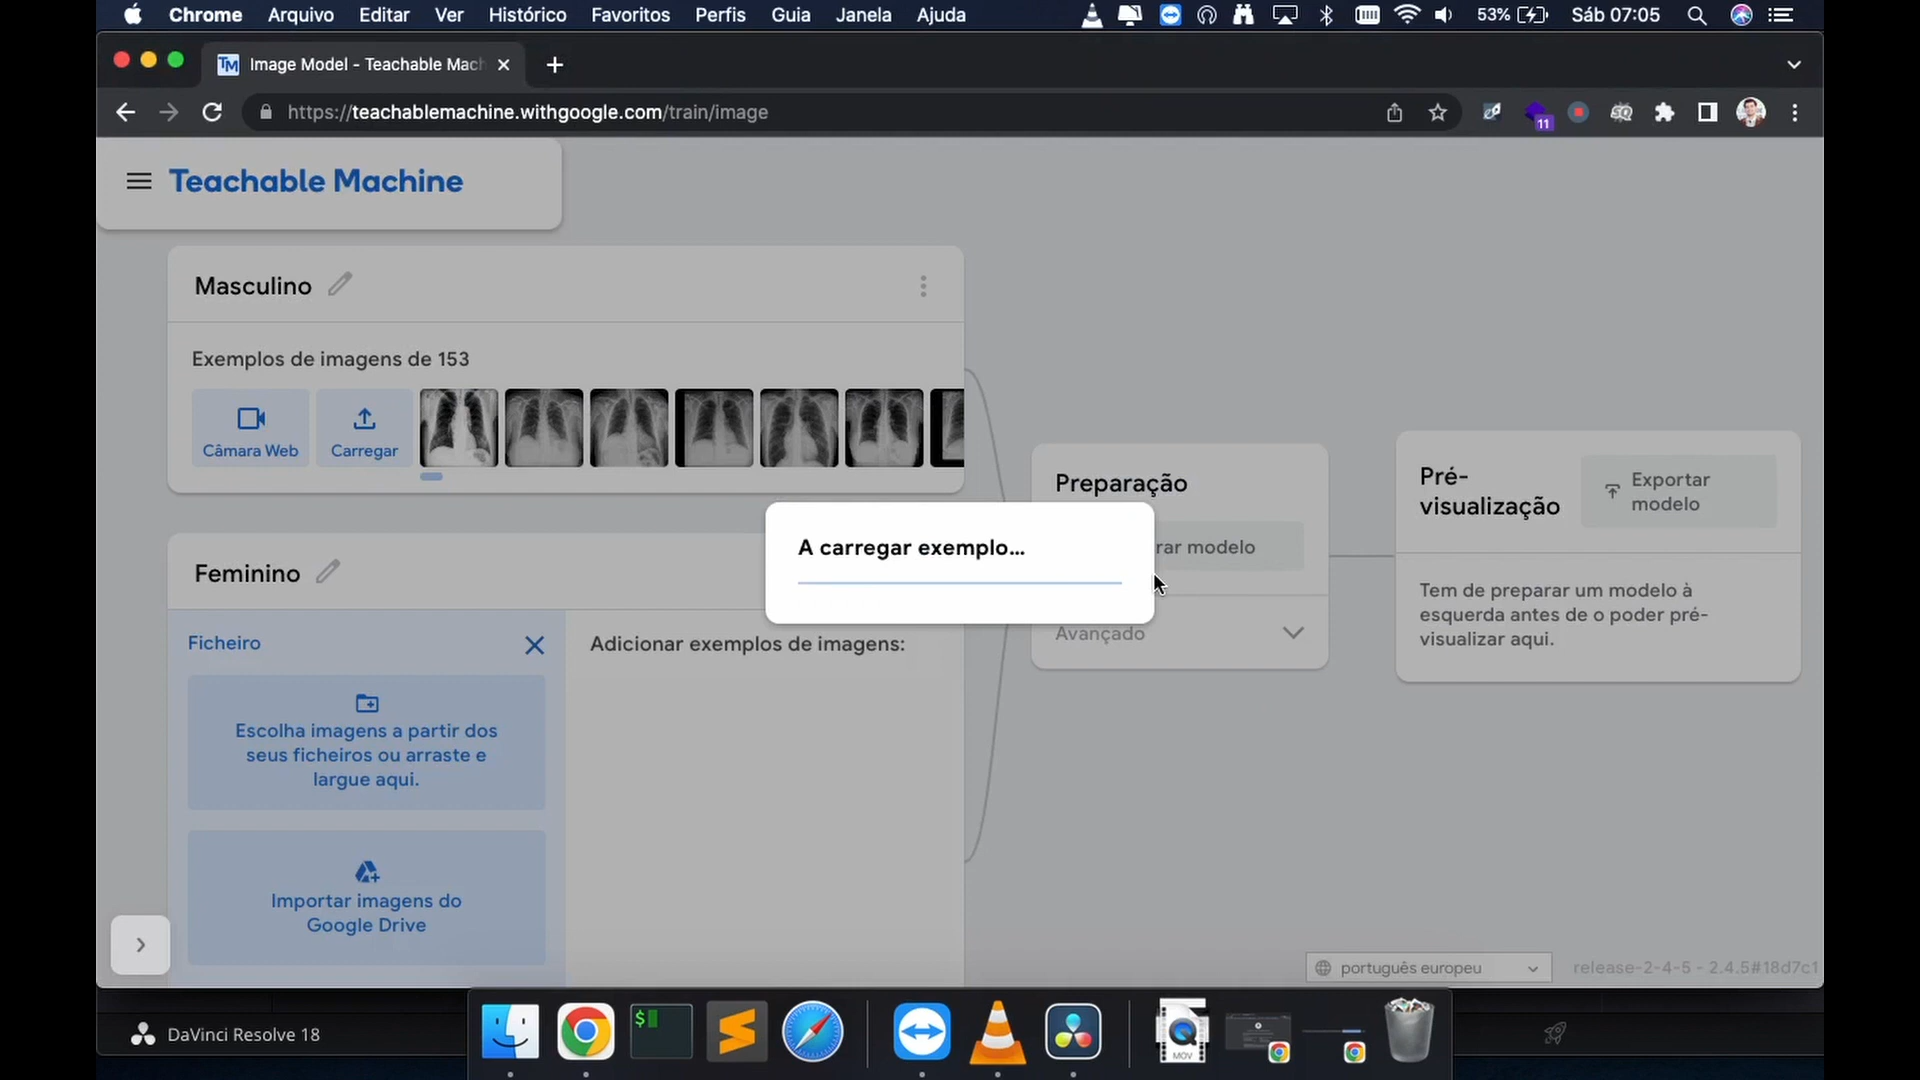 Chrome Arquivo Editar Ver Histórico Favoritos Perfis Guia Janela Ajuda 53% Sáb 07:05
Image Model - Teachable Mach
https://teachablemachine.withgoogle.com/train/image
11
Teachable Machine
Masculino
Exemplos de imagens de 153
Câmara Web
Carregar
Feminino
Ficheiro
Adicionar exemplos de imagens:
Escolha imagens a partir dos
seus ficheiros ou arraste e
largue aqui.
Importar imagens do
Google Drive
A carregar exemplo...
Preparação
rar modelo
Avançado
Pré-
visualização
Exportar
modelo
Tem de preparar um modelo à
esquerda antes de o poder pré-
visualizar aqui.
português europeu
release-2-4-5 - 2.4.5#18d7c1
DaVinci Resolve 18
MOV